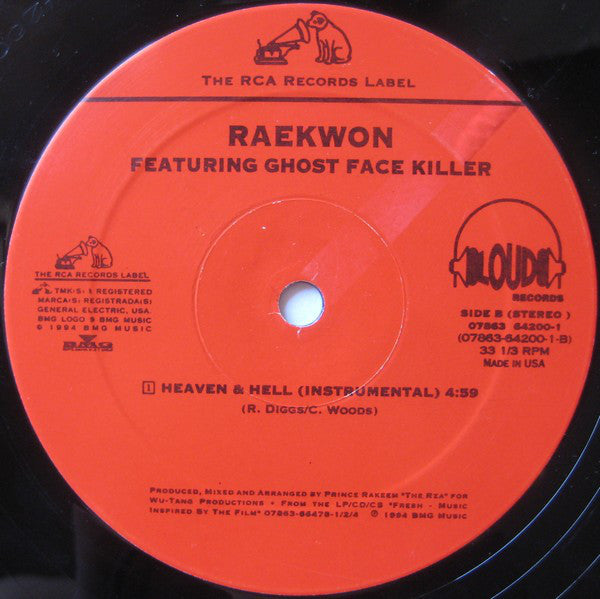 THE RCA RECORDS LABEL
RAEKWON
FEATURING GHOST FACE KILLER
THE RCA RECORDS LABEL
TMK(S) ® REGISTERED
MARCA(S) REGISTRADA(S)
GENERAL ELECTRIC, USA.
BMG LOGO ® BMG MUSIC
© 1994 BMG MUSIC
BMG
LOUD
RECORDS
SIDE B (STEREO )
07863 64200-1
(07863-64200-1-B)
33 1/3 RPM
MADE IN USA
1 HEAVEN & HELL (INSTRUMENTAL) 4:59
(R. DIGGS/C. WOODS)
PRODUCED, MIXED AND ARRANGED BY PRINCE RAKEEM "THE RZA" FOR
WU-TANG PRODUCTIONS • FROM THE LP/CD/CS "FRESH - MUSIC
INSPIRED BY THE FILM" 07863-66478-1/2/4 ℗ 1994 BMG MUSIC